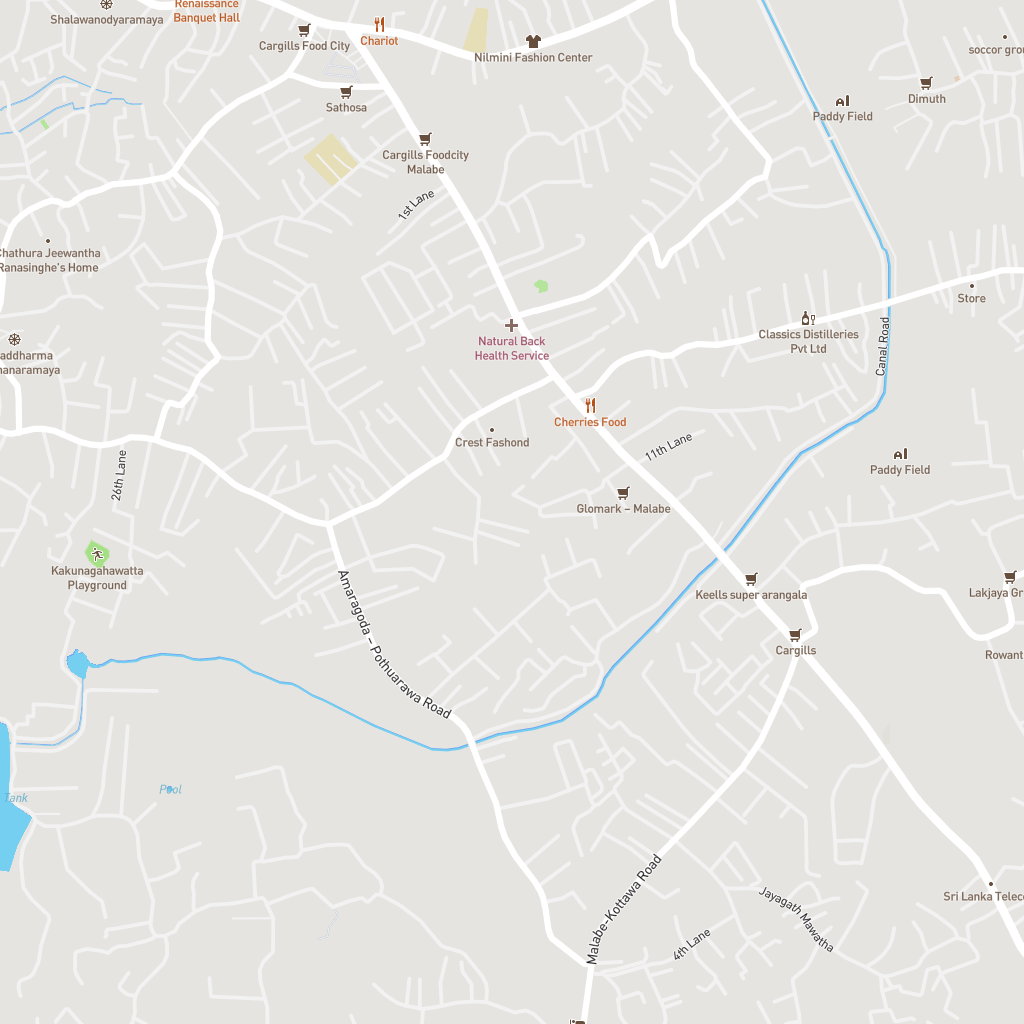 Renaissance
Banquet Hall
Shalawanodyaramaya
Chariot
Cargills Food City
Nilmini Fashion Center
soccor grou
Dimuth
Sathosa
Paddy Field
Cargills Foodcity
Malabe
1st Lane
Chathura Jeewantha
Ranasinghe's Home
Store
Natural Back
Health Service
Classics Distilleries
Pvt Ltd
Canal Road
addharma
anaramaya
Cherries Food
Crest Fashond
11th Lane
26th Lane
Paddy Field
Glomark – Malabe
Kakunagahawatta
Playground
Keells super arangala
Lakjaya Gr
Amaragoda – Pothuarawa Road
Cargills
Rowant
Pool
Tank
Malabe-Kottawa Road
Jayagath Mawatha
Sri Lanka Teleco
4th Lane